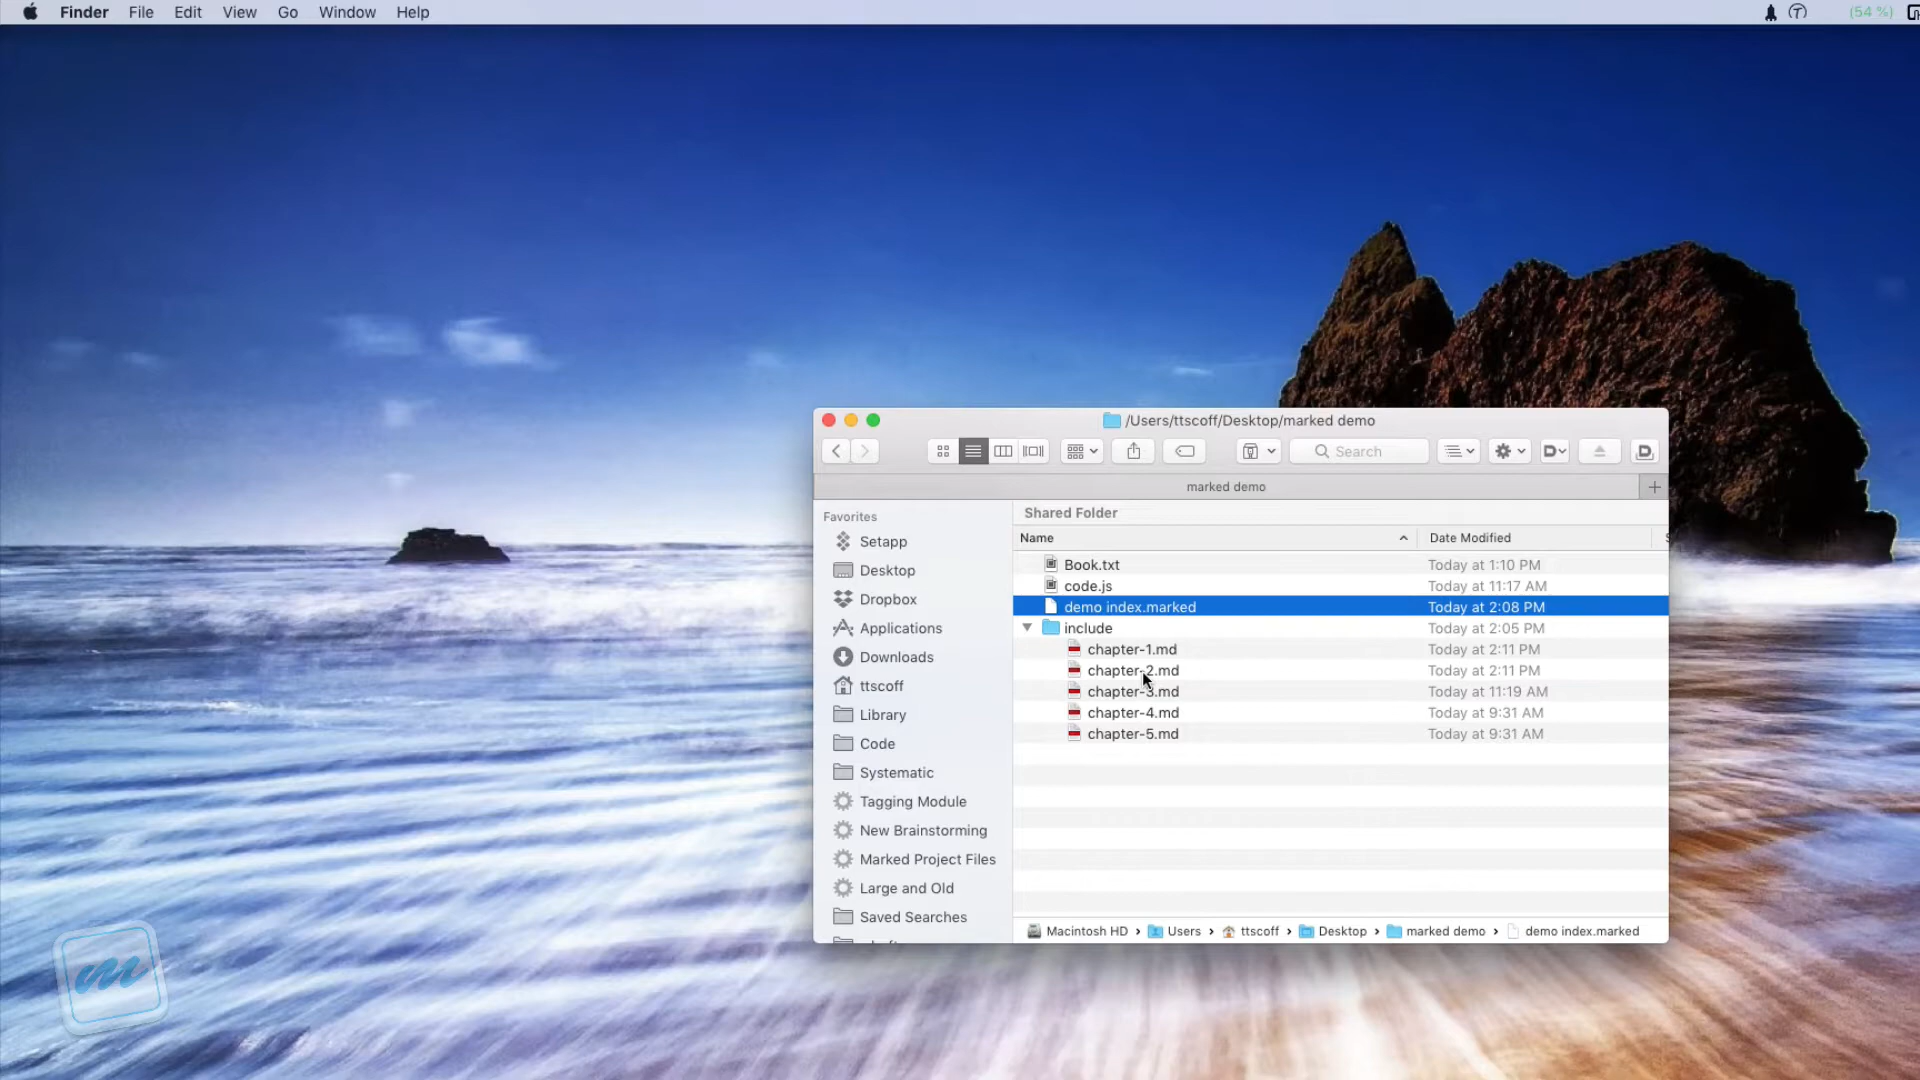 Finder File Edit View Go Window Help (54 %)
/Users/ttscoff/Desktop/marked demo
Search
marked demo
Favorites
Setapp
Desktop
Dropbox
Applications
Downloads
ttscoff
Library
Code
Systematic
Tagging Module
New Brainstorming
Marked Project Files
Large and Old
Saved Searches
Shared Folder
Name Date Modified
Book.txt Today at 1:10 PM
code.js Today at 11:17 AM
demo index.marked Today at 2:08 PM
include Today at 2:05 PM
chapter-1.md Today at 2:11 PM
chapter-2.md Today at 2:11 PM
chapter-3.md Today at 11:19 AM
chapter-4.md Today at 9:31 AM
chapter-5.md Today at 9:31 AM
Macintosh HD › Users › ttscoff › Desktop › marked demo › demo index.marked
m